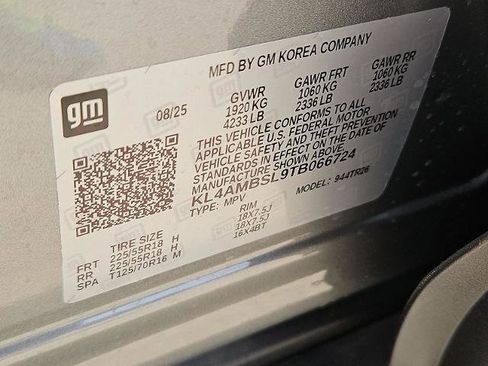 gm
MFD BY GM KOREA COMPANY
08/25
GVWR GAWR FRT GAWR RR
1920 KG 1060 KG 1060 KG
4233 LB 2336 LB 2336 LB
THIS VEHICLE CONFORMS TO ALL
APPLICABLE U.S. FEDERAL MOTOR
VEHICLE SAFETY AND THEFT PREVENTION
STANDARDS IN EFFECT ON THE DATE OF
MANUFACTURE SHOWN ABOVE.
KL4AMBSL9TB066724
TYPE: MPV MODEL: 944TR26
TIRE SIZE RIM
FRT 225/55R18 H 18X7.5J
RR 225/55R18 H 18X7.5J
SPA T125/70R16 M 16X4BT